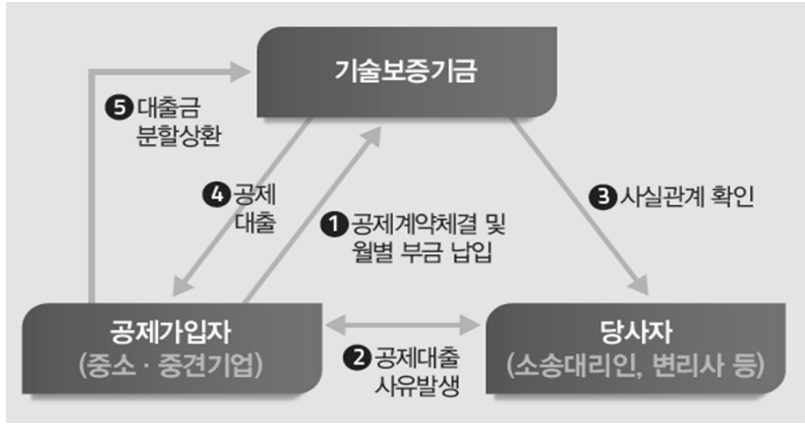 기술보증기금
❺ 대출금
분할상환
❹ 공제
대출
❶ 공제계약체결 및
월별 부금 납입
❸ 사실관계 확인
공제가입자
(중소 · 중견기업)
❷ 공제대출
사유발생
당사자
(소송대리인, 변리사 등)